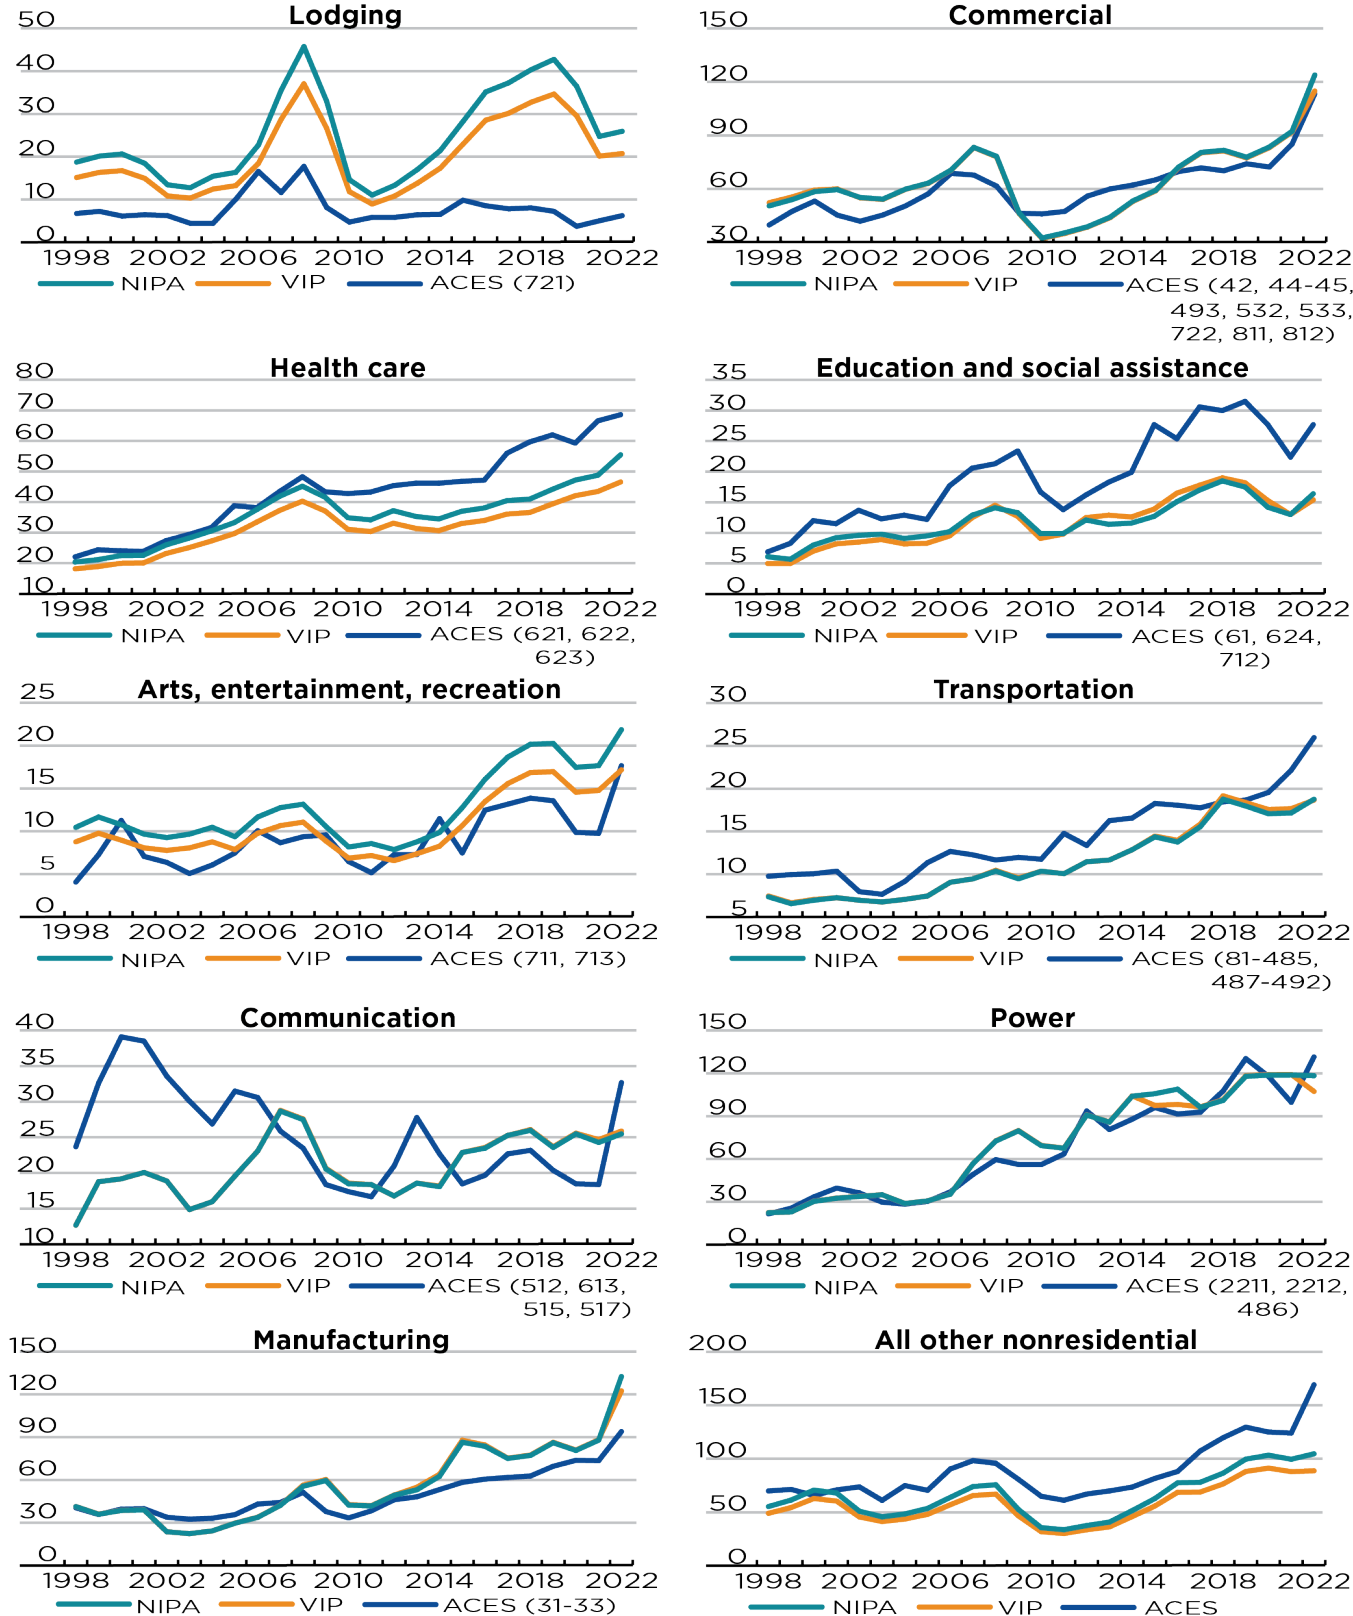 Lodging
50
40
30
20
10
0
1998 2002 2006 2010 2014 2018 2022
NIPA VIP ACES (721)
Commercial
150
120
90
60
30
1998 2002 2006 2010 2014 2018 2022
NIPA VIP ACES (42, 44-45,
493, 532, 533,
722, 811, 812)
Health care
80
70
60
50
40
30
20
10
1998 2002 2006 2010 2014 2018 2022
NIPA VIP ACES (621, 622,
623)
Education and social assistance
35
30
25
20
15
10
5
0
1998 2002 2006 2010 2014 2018 2022
NIPA VIP ACES (61, 624,
712)
Arts, entertainment, recreation
25
20
15
10
5
0
1998 2002 2006 2010 2014 2018 2022
NIPA VIP ACES (711, 713)
Transportation
30
25
20
15
10
5
1998 2002 2006 2010 2014 2018 2022
NIPA VIP ACES (81-485,
487-492)
Communication
40
35
30
25
20
15
10
1998 2002 2006 2010 2014 2018 2022
NIPA VIP ACES (512, 613,
515, 517)
Power
150
120
90
60
30
0
1998 2002 2006 2010 2014 2018 2022
NIPA VIP ACES (2211, 2212,
486)
Manufacturing
150
120
90
60
30
0
1998 2002 2006 2010 2014 2018 2022
NIPA VIP ACES (31-33)
All other nonresidential
200
150
100
50
0
1998 2002 2006 2010 2014 2018 2022
NIPA VIP ACES